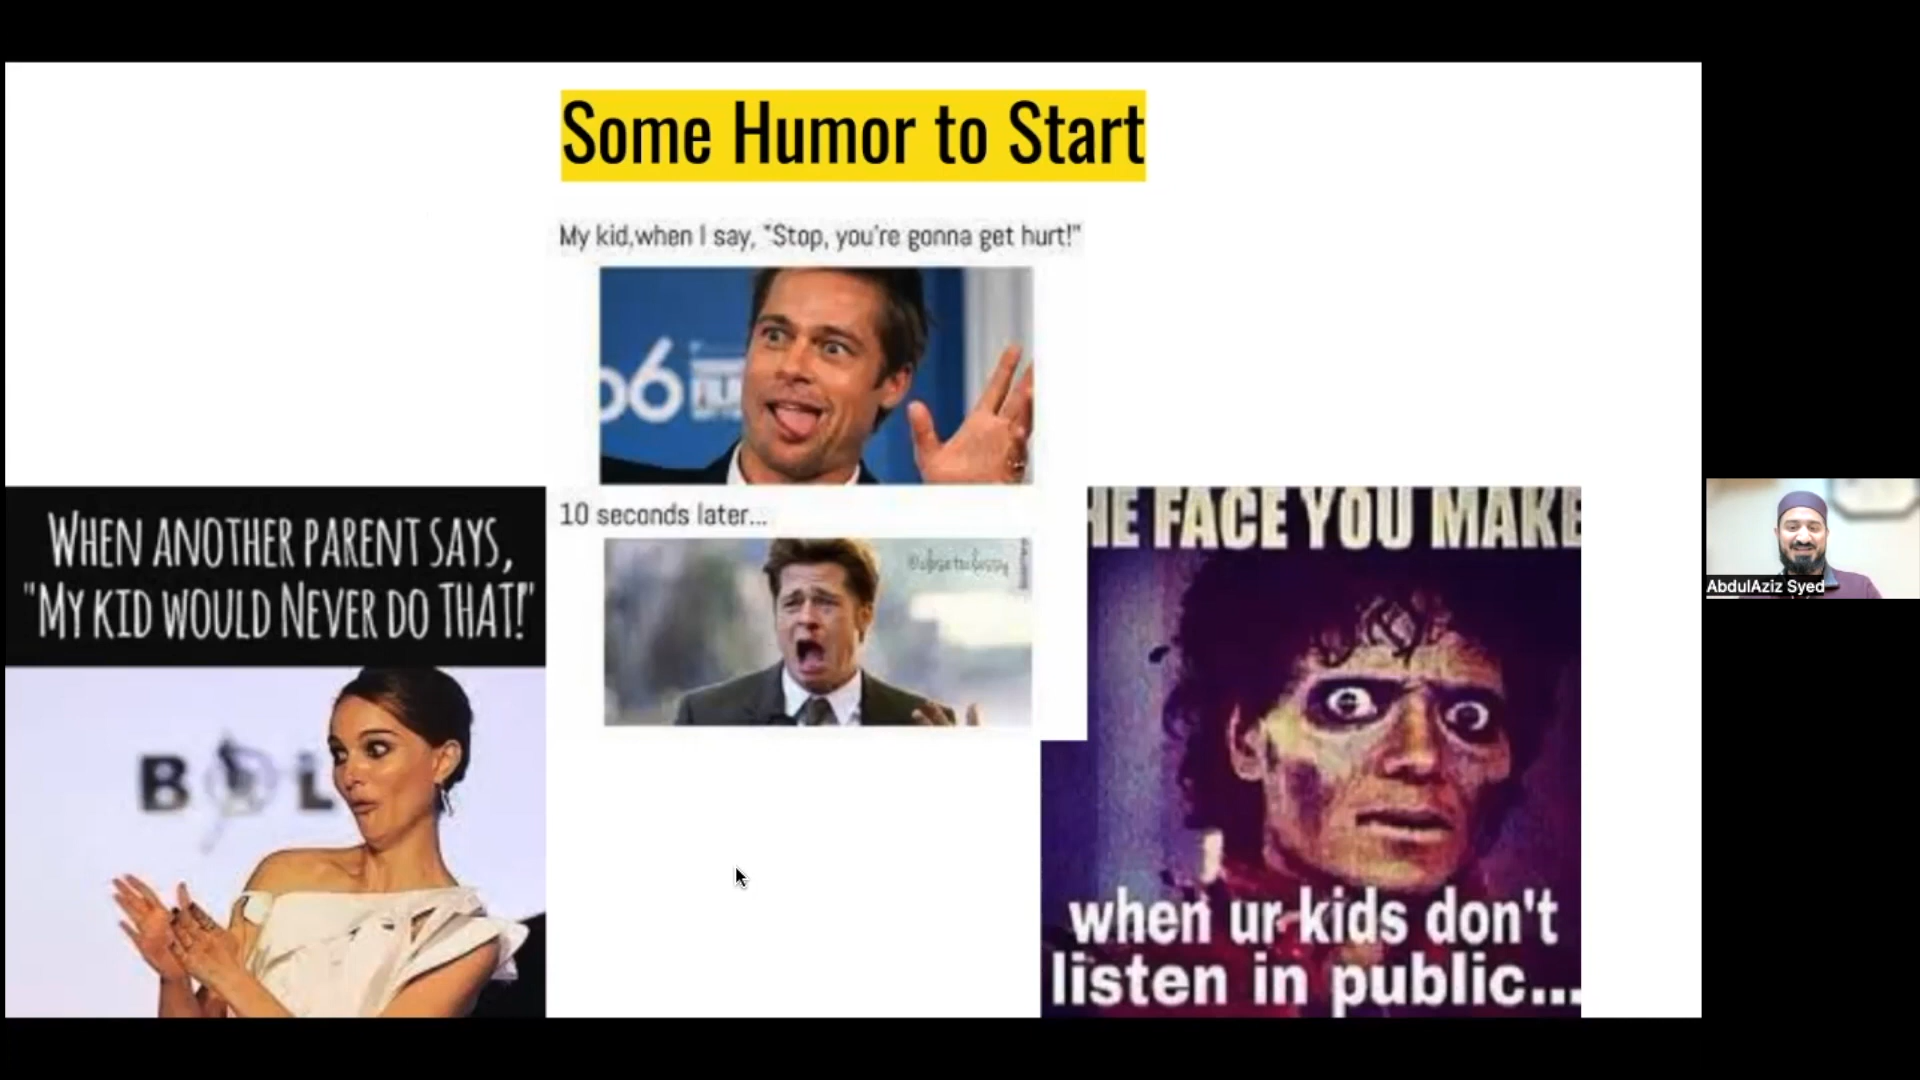 Some Humor to Start
My kid,when I say, "Stop, you're gonna get hurt!"
06
10 seconds later...
WHEN ANOTHER PARENT SAYS,
"MY KID WOULD NEVER DO THAT!"
B L
HE FACE YOU MAKE
when ur kids don't
listen in public...
AbdulAziz Syed